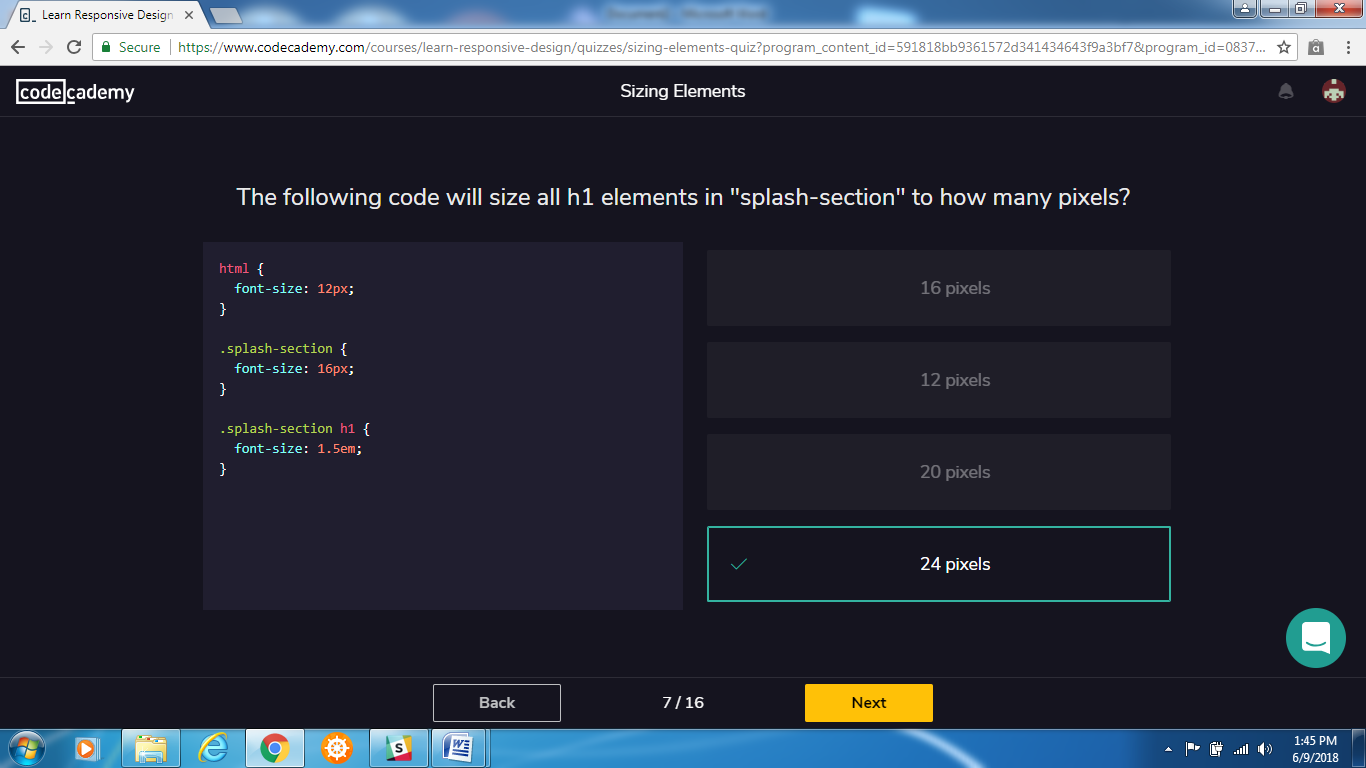 Learn Responsive Design
Secure
https://www.codecademy.com/courses/learn-responsive-design/quizzes/sizing-elements-quiz?program_content_id=591818bb9361572d341434643f9a3bf7&program_id=0837...
codecademy
Sizing Elements
The following code will size all h1 elements in "splash-section" to how many pixels?
html {
font-size: 12px;
}
.splash-section {
font-size: 16px;
}
.splash-section h1 {
font-size: 1.5em;
}
16 pixels
12 pixels
20 pixels
24 pixels
Back
7 / 16
Next
1:45 PM
6/9/2018